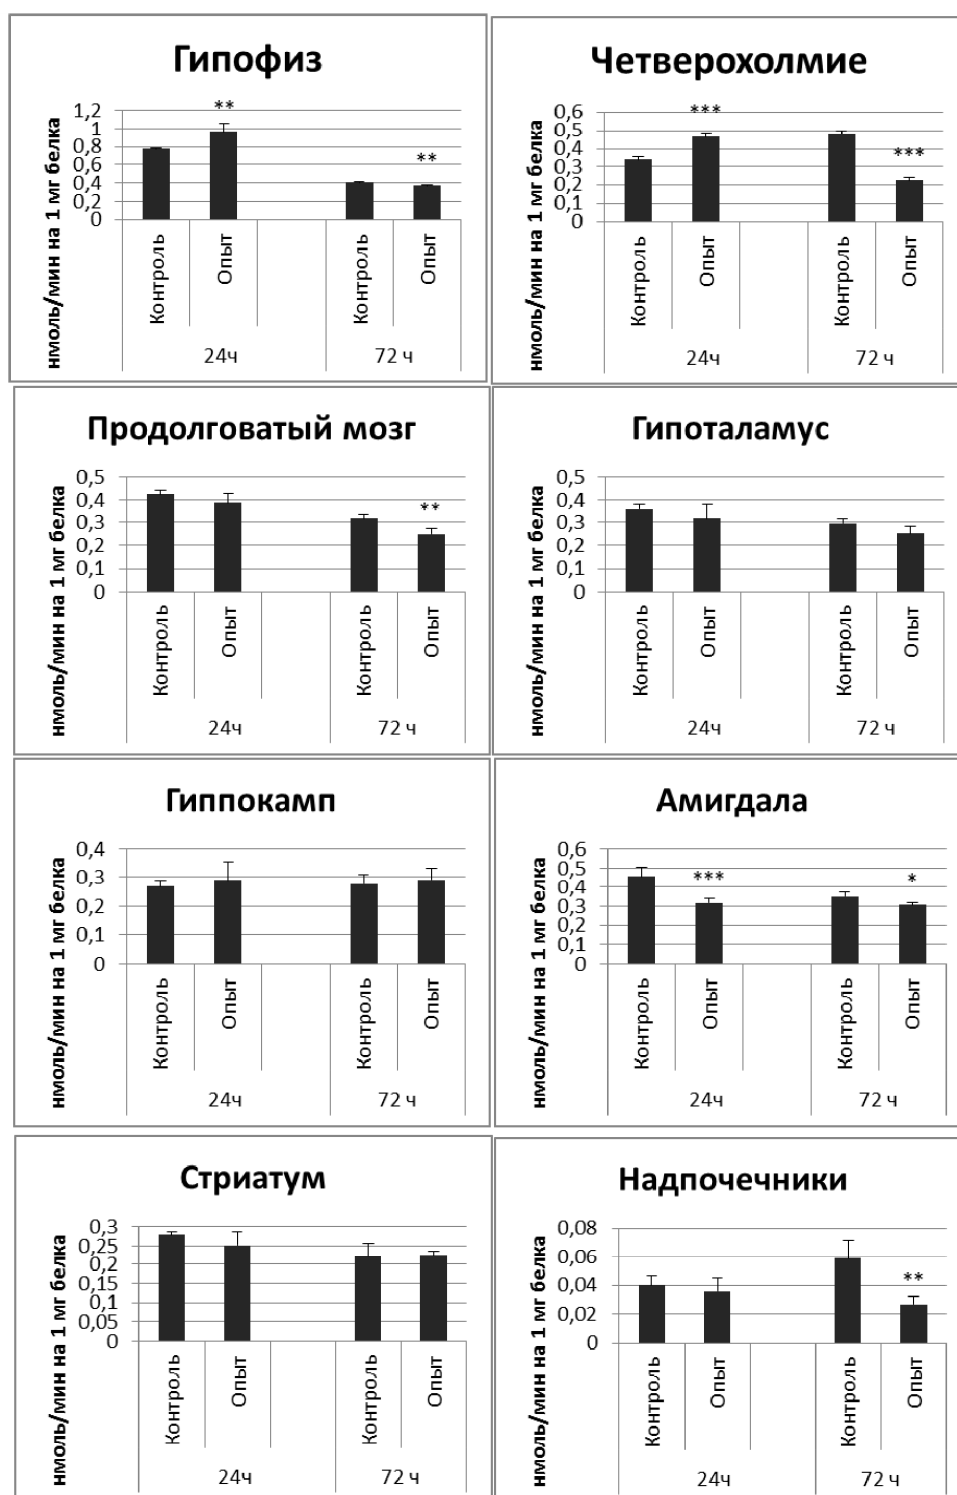 Гипофиз
нмоль/мин на 1 мг белка
1,2
1
0,8
0,6
0,4
0,2
0
**
**
Контроль
Опыт
Контроль
Опыт
24ч
72 ч
Четверохолмие
нмоль/мин на 1 мг белка
0,6
0,5
0,4
0,3
0,2
0,1
0
***
***
Контроль
Опыт
Контроль
Опыт
24ч
72 ч
Продолговатый мозг
нмоль/мин на 1 мг белка
0,5
0,4
0,3
0,2
0,1
0
**
Контроль
Опыт
Контроль
Опыт
24ч
72 ч
Гипоталамус
нмоль/мин на 1 мг белка
0,5
0,4
0,3
0,2
0,1
0
Контроль
Опыт
Контроль
Опыт
24ч
72 ч
Гиппокамп
нмоль/мин на 1 мг белка
0,4
0,3
0,2
0,1
0
Контроль
Опыт
Контроль
Опыт
24ч
72 ч
Амигдала
нмоль/мин на 1 мг белка
0,6
0,5
0,4
0,3
0,2
0,1
0
***
*
Контроль
Опыт
Контроль
Опыт
24ч
72 ч
Стриатум
нмоль/мин на 1 мг белка
0,3
0,25
0,2
0,15
0,1
0,05
0
Контроль
Опыт
Контроль
Опыт
24ч
72 ч
Надпочечники
нмоль/мин на 1 мг белка
0,08
0,06
0,04
0,02
0
**
Контроль
Опыт
Контроль
Опыт
24ч
72 ч